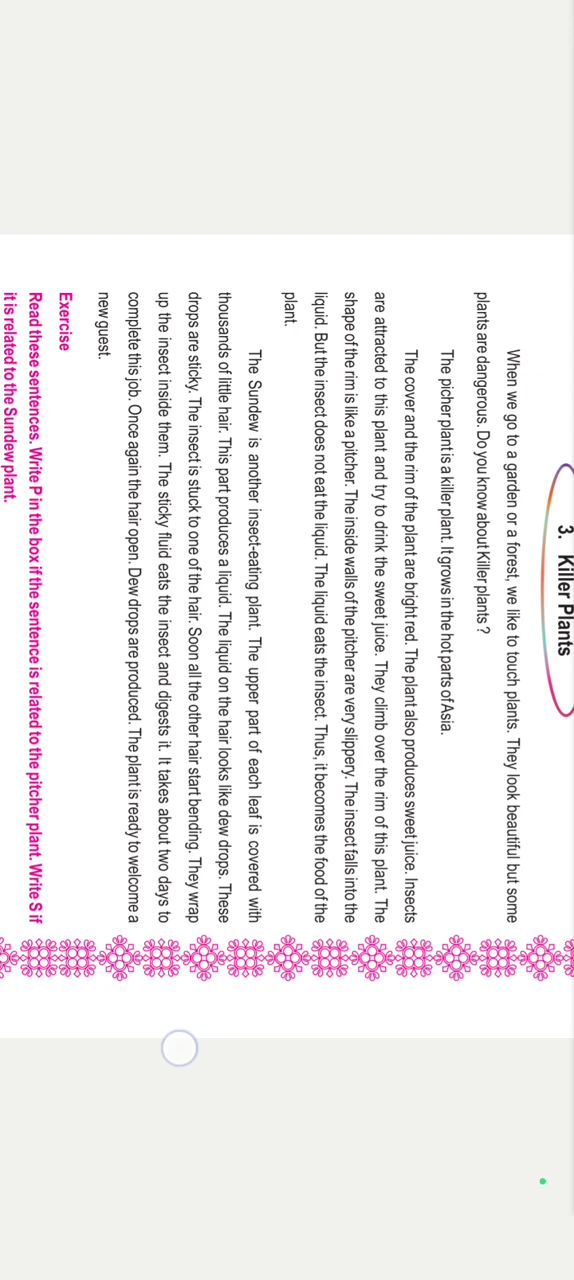 3. Killer Plants
When we go to a garden or a forest, we like to touch plants. They look beautiful but some
plants are dangerous. Do you know about Killer plants ?
The picher plant is a killer plant. It grows in the hot parts of Asia.
The cover and the rim of the plant are bright red. The plant also produces sweet juice. Insects
are attracted to this plant and try to drink the sweet juice. They climb over the rim of this plant. The
shape of the rim is like a pitcher. The inside walls of the pitcher are very slippery. The insect falls into the
liquid. But the insect does not eat the liquid. The liquid eats the insect. Thus, it becomes the food of the
plant.
The Sundew is another insect-eating plant. The upper part of each leaf is covered with
thousands of little hair. This part produces a liquid. The liquid on the hair looks like dew drops. These
drops are sticky. The insect is stuck to one of the hair. Soon all the other hair start bending. They wrap
up the insect inside them. The sticky fluid eats the insect and digests it. It takes about two days to
complete this job. Once again the hair open. Dew drops are produced. The plant is ready to welcome a
new guest.
Exercise
Read these sentences. Write P in the box if the sentence is related to the pitcher plant. Write S if
it is related to the Sundew plant.